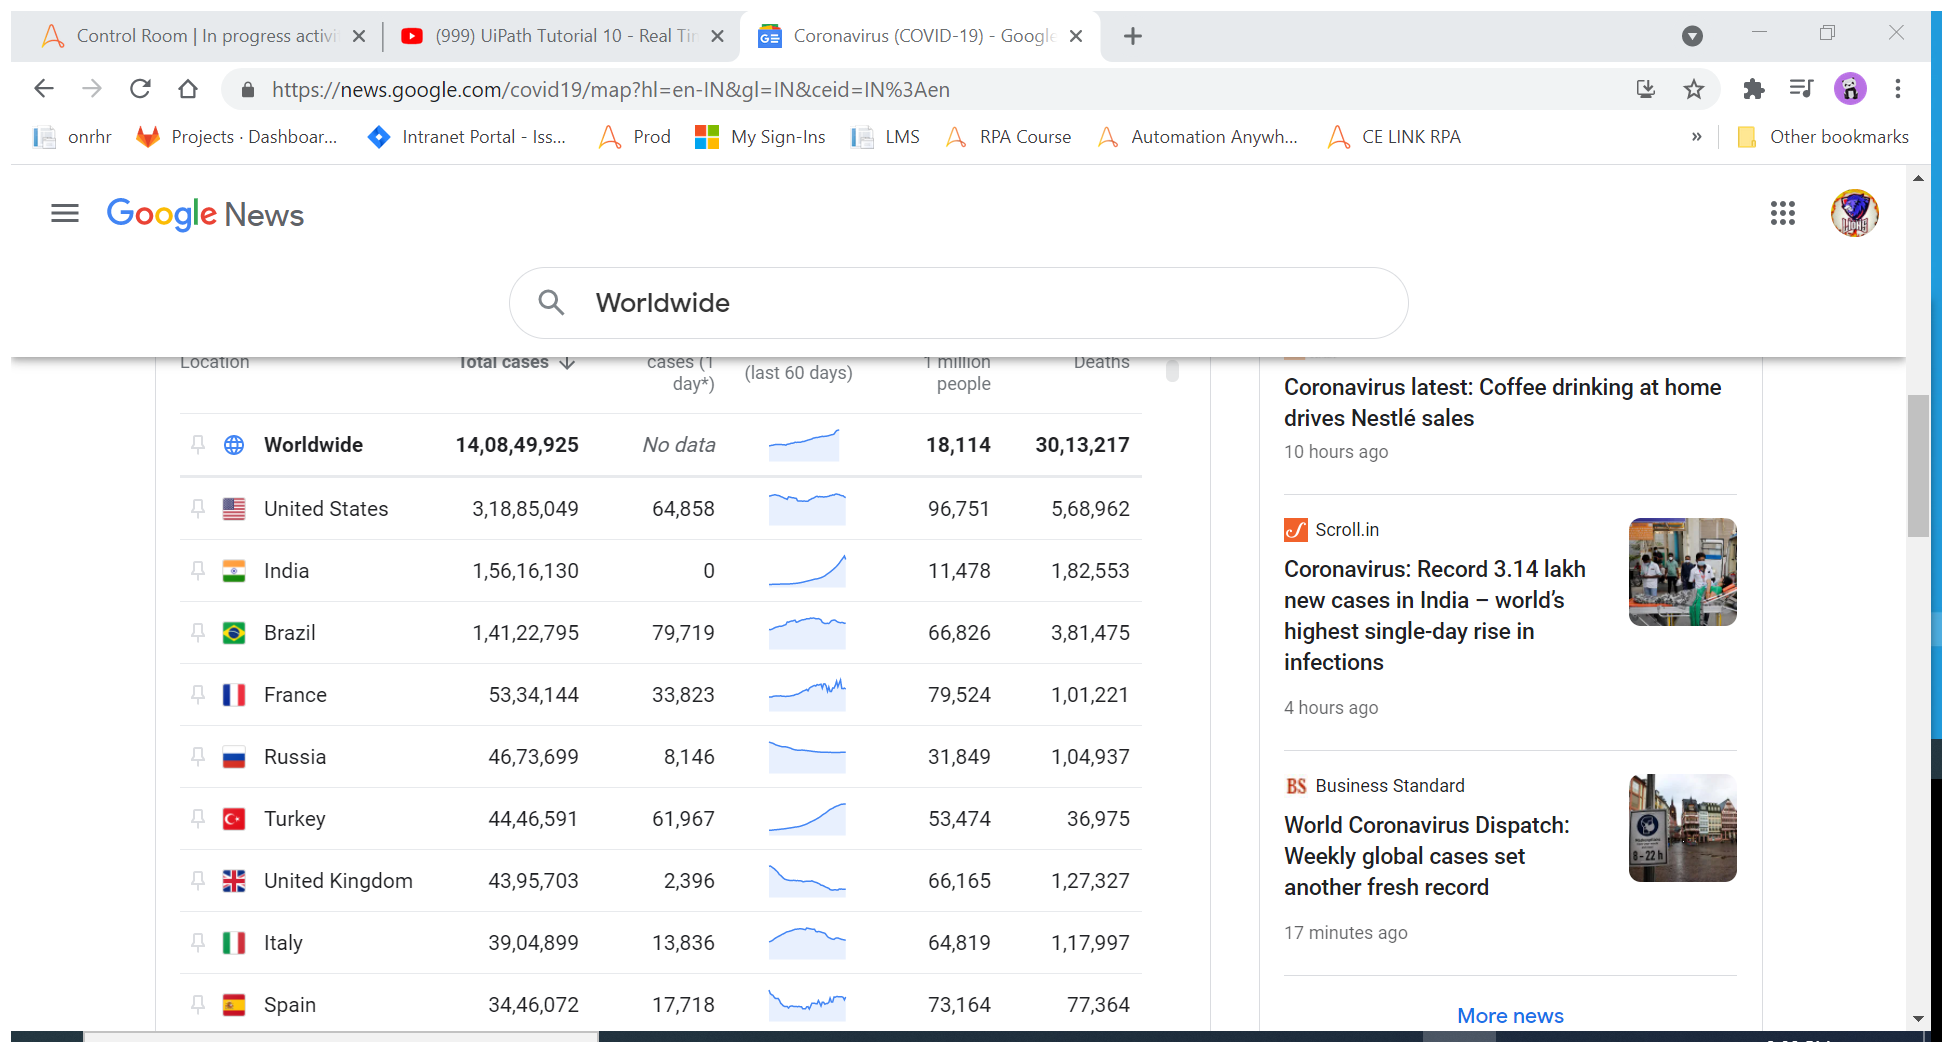 Control Room | In progress activi
(999) UiPath Tutorial 10 - Real Tir
Coronavirus (COVID-19) - Google
https://news.google.com/covid19/map?hl=en-IN&gl=IN&ceid=IN%3Aen
onrhr
Projects · Dashboar...
Intranet Portal - Iss...
Prod
My Sign-Ins
LMS
RPA Course
Automation Anywh...
CE LINK RPA
»
Other bookmarks
Google News
Worldwide
Location Total cases cases (1 day*) (last 60 days) 1 million people Deaths
Worldwide 14,08,49,925 No data 18,114 30,13,217
United States 3,18,85,049 64,858 96,751 5,68,962
India 1,56,16,130 0 11,478 1,82,553
Brazil 1,41,22,795 79,719 66,826 3,81,475
France 53,34,144 33,823 79,524 1,01,221
Russia 46,73,699 8,146 31,849 1,04,937
Turkey 44,46,591 61,967 53,474 36,975
United Kingdom 43,95,703 2,396 66,165 1,27,327
Italy 39,04,899 13,836 64,819 1,17,997
Spain 34,46,072 17,718 73,164 77,364
Coronavirus latest: Coffee drinking at home
drives Nestlé sales
10 hours ago
Scroll.in
Coronavirus: Record 3.14 lakh
new cases in India – world's
highest single-day rise in
infections
4 hours ago
BS Business Standard
World Coronavirus Dispatch:
Weekly global cases set
another fresh record
8 - 22 h
17 minutes ago
More news